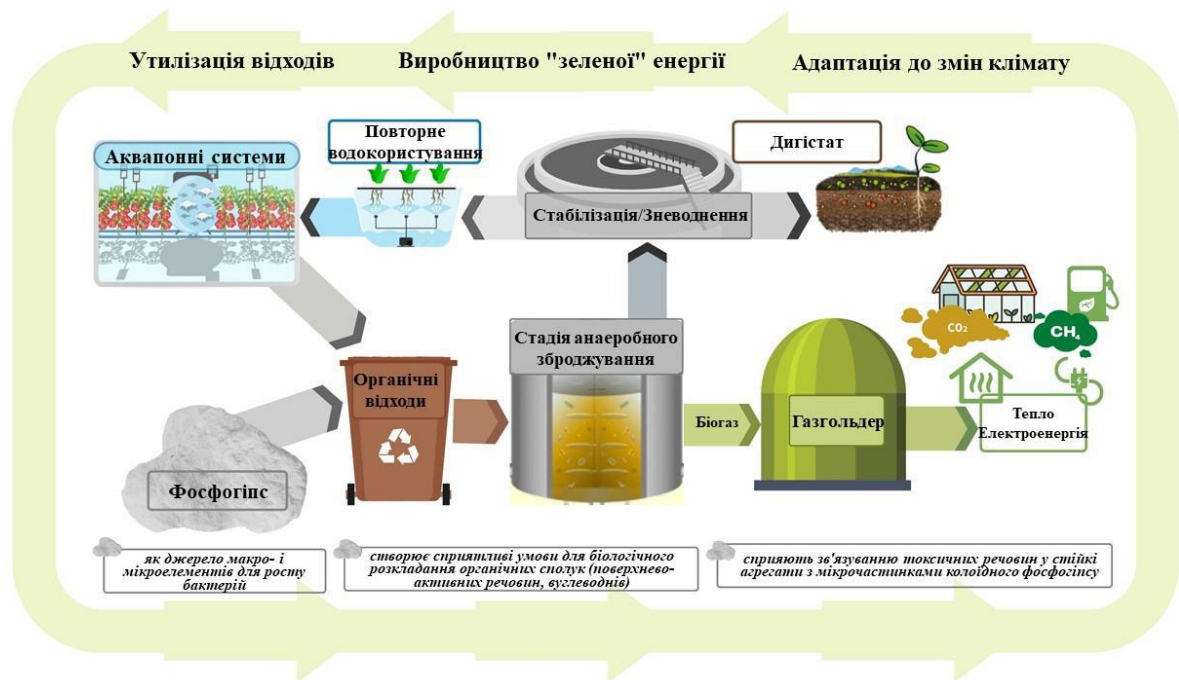 Утилізація відходів
Виробництво "зеленої" енергії
Адаптація до змін клімату
Аквапонні системи
Повторне
водокористування
Дигістат
Стабілізація/Зневоднення
Стадія анаеробного
зброджування
CO₂
CH₄
Органічні
відходи
Біогаз
Газгольдер
Тепло
Електроенергія
Фосфогіпс
як джерело макро- і
мікроелементів для росту
бактерій
створює сприятливі умови для біологічного
розкладання органічних сполук (поверхнево-
активних речовин, вуглеводнів)
сприяють зв'язуванню токсичних речовин у стійкі
агрегати з мікрочастинками колоїдного фосфогіпсу